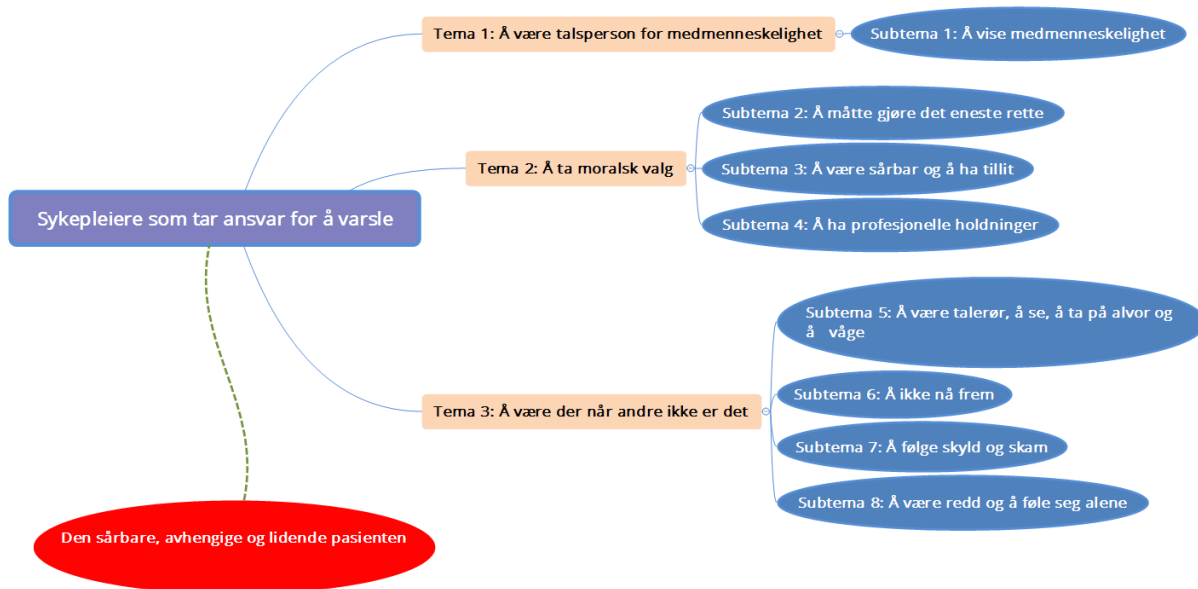 Tema 1: Å være talsperson for medmenneskelighet
Subtema 1: Å vise medmenneskelighet
Subtema 2: Å måtte gjøre det eneste rette
Tema 2: Å ta moralsk valg
Subtema 3: Å være sårbar og å ha tillit
Subtema 4: Å ha profesjonelle holdninger
Sykepleiere som tar ansvar for å varsle
Subtema 5: Å være talerør, å se, å ta på alvor og
å våge
Subtema 6: Å ikke nå frem
Tema 3: Å være der når andre ikke er det
Subtema 7: Å følge skyld og skam
Subtema 8: Å være redd og å føle seg alene
Den sårbare, avhengige og lidende pasienten